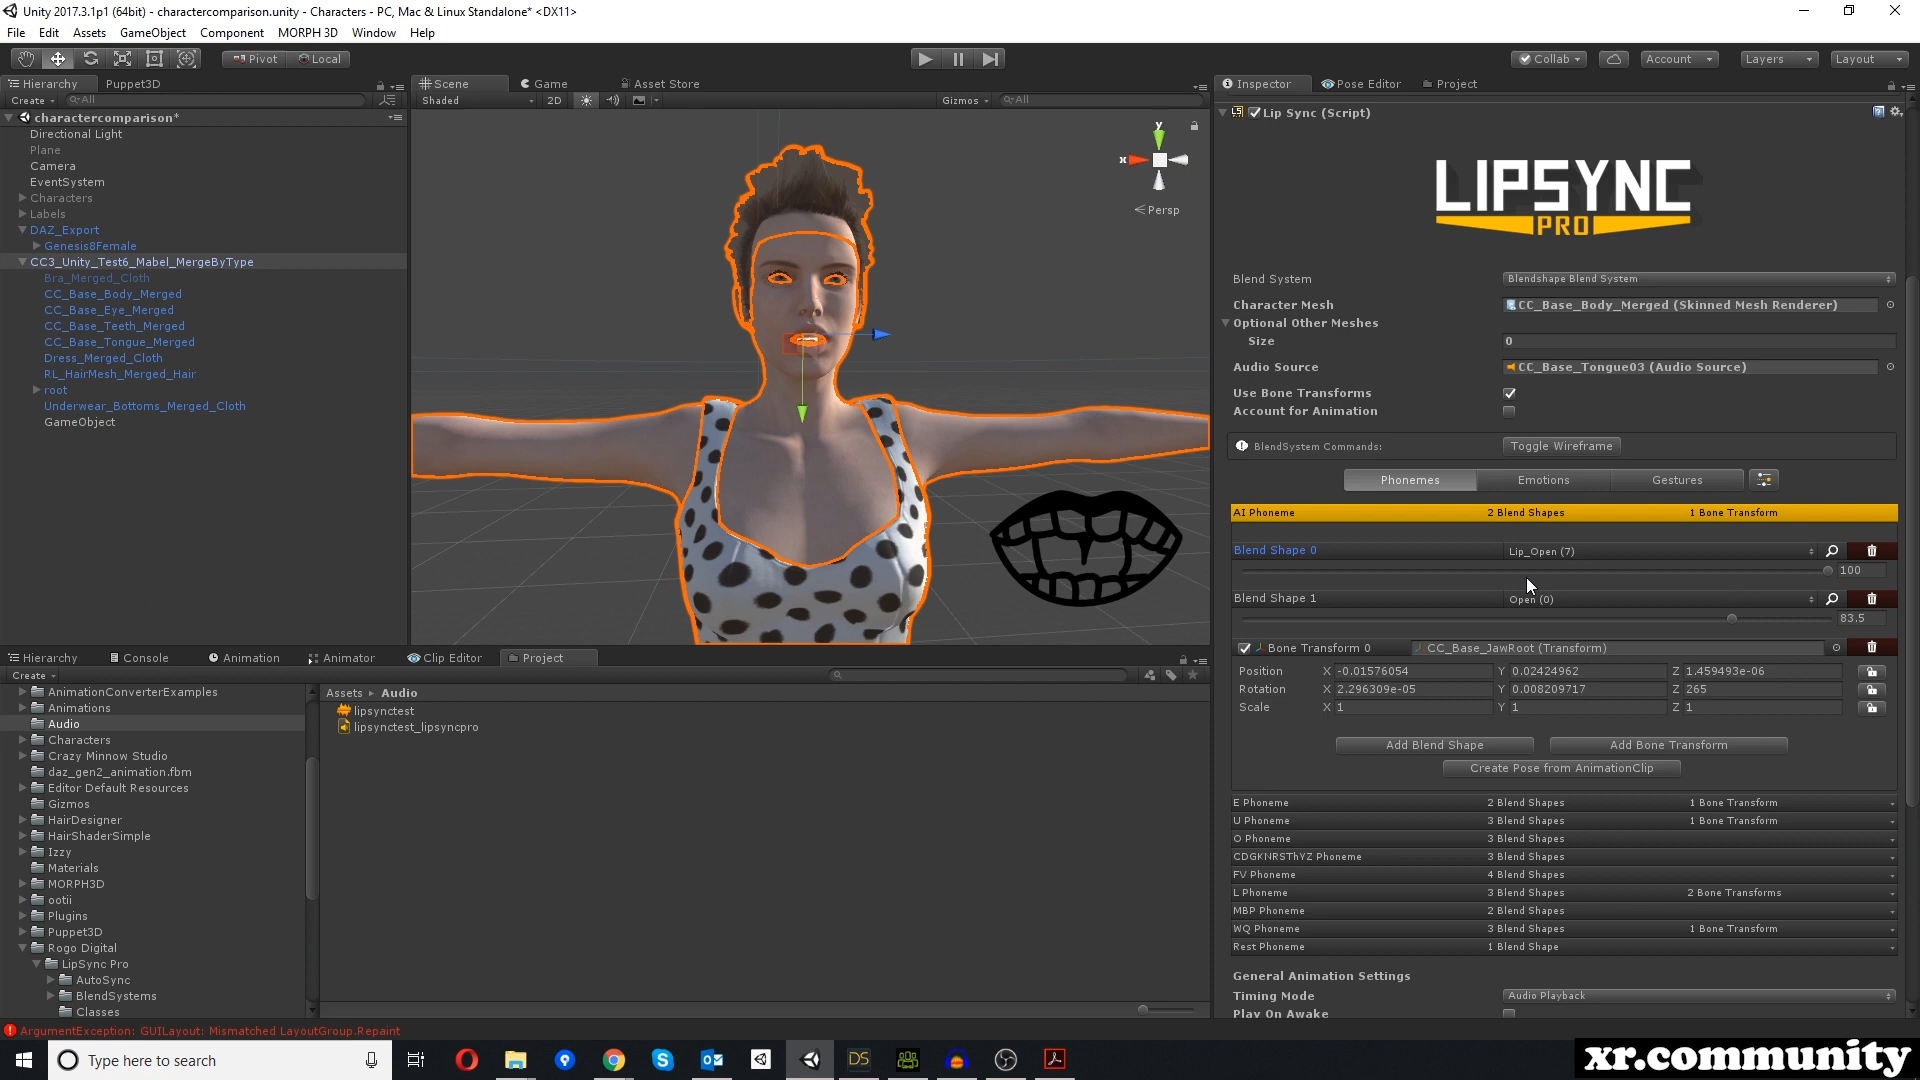 Unity 2017.3.1p1 (64bit) - charactercomparison.unity - Characters - PC, Mac & Linux Standalone* <DX11>
File Edit Assets GameObject Component MORPH 3D Window Help
Pivot Local
Collab Account Layers Layout
Hierarchy Puppet3D
Create All
charactercomparison*
Directional Light
Plane
Camera
EventSystem
Characters
Labels
DAZ_Export
Genesis8Female
CC3_Unity_Test6_Mabel_MergeByType
Bra_Merged_Cloth
CC_Base_Body_Merged
CC_Base_Eye_Merged
CC_Base_Teeth_Merged
CC_Base_Tongue_Merged
Dress_Merged_Cloth
RL_HairMesh_Merged_Hair
root
Underwear_Bottoms_Merged_Cloth
GameObject
Scene Game Asset Store
Shaded 2D Gizmos All
y
x
Persp
Inspector Pose Editor Project
Lip Sync (Script)
LIPSYNC
PRO
Blend System Blendshape Blend System
Character Mesh CC_Base_Body_Merged (Skinned Mesh Renderer)
Optional Other Meshes
Size 0
Audio Source CC_Base_Tongue03 (Audio Source)
Use Bone Transforms
Account for Animation
BlendSystem Commands: Toggle Wireframe
Phonemes Emotions Gestures
AI Phoneme 2 Blend Shapes 1 Bone Transform
Blend Shape 0 Lip_Open (7)
100
Blend Shape 1 Open (0)
83.5
Bone Transform 0 CC_Base_JawRoot (Transform)
Position X -0.01576054 Y 0.02424962 Z 1.459493e-06
Rotation X 2.296309e-05 Y 0.008209717 Z 265
Scale X 1 Y 1 Z 1
Add Blend Shape Add Bone Transform
Create Pose from AnimationClip
E Phoneme 2 Blend Shapes 1 Bone Transform
U Phoneme 3 Blend Shapes 1 Bone Transform
O Phoneme 3 Blend Shapes
CDGKNRSThYZ Phoneme 3 Blend Shapes
FV Phoneme 4 Blend Shapes
L Phoneme 3 Blend Shapes 2 Bone Transforms
MBP Phoneme 2 Blend Shapes
WQ Phoneme 3 Blend Shapes 1 Bone Transform
Rest Phoneme 1 Blend Shape
General Animation Settings
Timing Mode Audio Playback
Play On Awake
Hierarchy Console Animation Animator Clip Editor Project
Create
AnimationConverterExamples
Animations
Audio
Characters
Crazy Minnow Studio
daz_gen2_animation.fbm
Editor Default Resources
Gizmos
HairDesigner
HairShaderSimple
Izzy
Materials
MORPH3D
ootii
Plugins
Puppet3D
Rogo Digital
LipSync Pro
AutoSync
BlendSystems
Classes
Assets Audio
lipsynctest
lipsynctest_lipsyncpro
ArgumentException: GUILayout: Mismatched LayoutGroup.Repaint
Type here to search
DS
xr.community